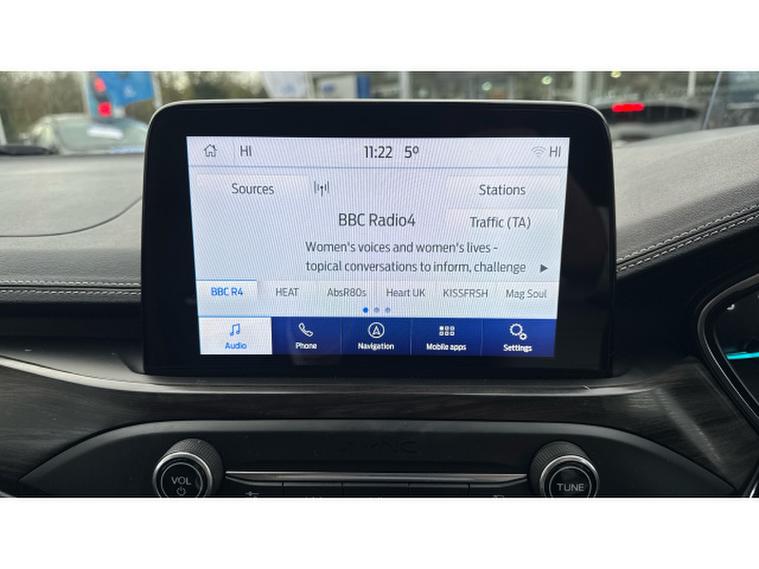 HI 11:22 5° HI
Sources Stations
BBC Radio4 Traffic (TA)
Women's voices and women's lives -
topical conversations to inform, challenge
BBC R4 HEAT AbsR80s Heart UK KISSFRSH Mag Soul
Audio Phone Navigation Mobile apps Settings
SYNC
VOL TUNE